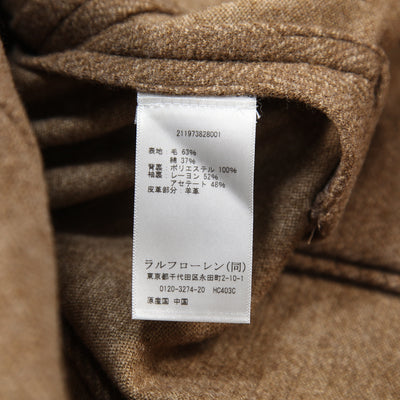 211973828001
表地: 毛 63%
綿 37%
背裏: ポリエステル 100%
袖裏: レーヨン 52%
アセテート 48%
皮革部分: 羊革
ラルフローレン(同)
東京都千代田区永田町2-10-1
0120-3274-20 HC403C
原産国 中国